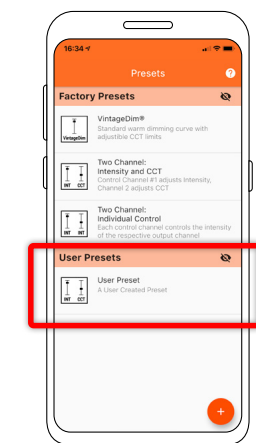 16:34
Presets
?
Factory Presets
VintageDim
VintageDim®
Standard warm dimming curve with
adjustible CCT limits
INT CCT
Two Channel:
Intensity and CCT
Control Channel #1 adjusts Intensity,
Channel 2 adjusts CCT
INT INT
Two Channel:
Individual Control
Each control channel controls the intensity
of the respective output channel
User Presets
INT CCT
User Preset
A User Created Preset
+